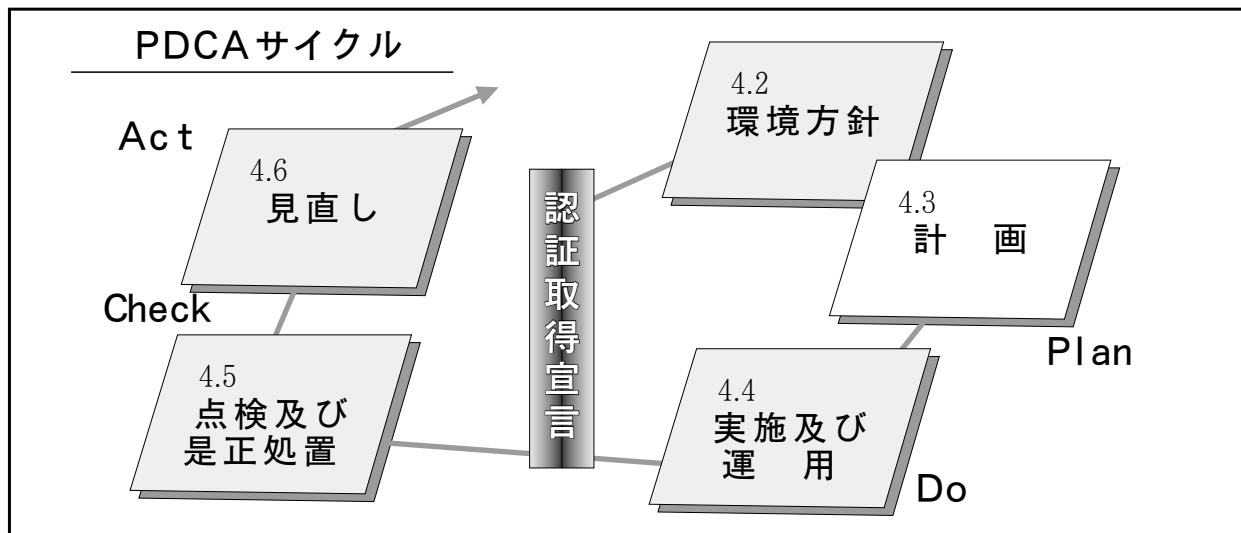 PDCAサイクル
4.2
環境方針
Act
4.6
見直し
4.3
計　画
認証取得宣言
Check
Plan
4.5
点検及び
是正処置
4.4
実施及び
運　用
Do